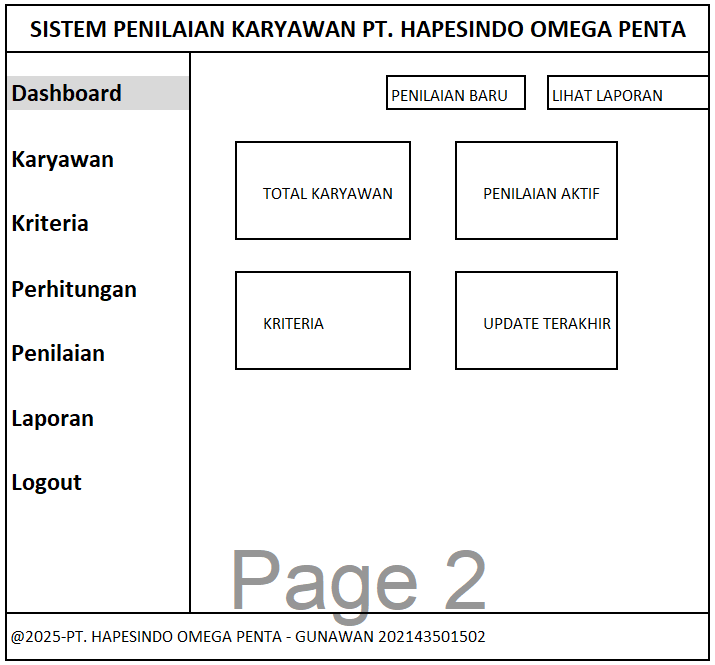 SISTEM PENILAIAN KARYAWAN PT. HAPESINDO OMEGA PENTA
Dashboard
PENILAIAN BARU
LIHAT LAPORAN
Karyawan
TOTAL KARYAWAN
PENILAIAN AKTIF
Kriteria
Perhitungan
KRITERIA
UPDATE TERAKHIR
Penilaian
Laporan
Logout
Page 2
@2025-PT. HAPESINDO OMEGA PENTA - GUNAWAN 202143501502